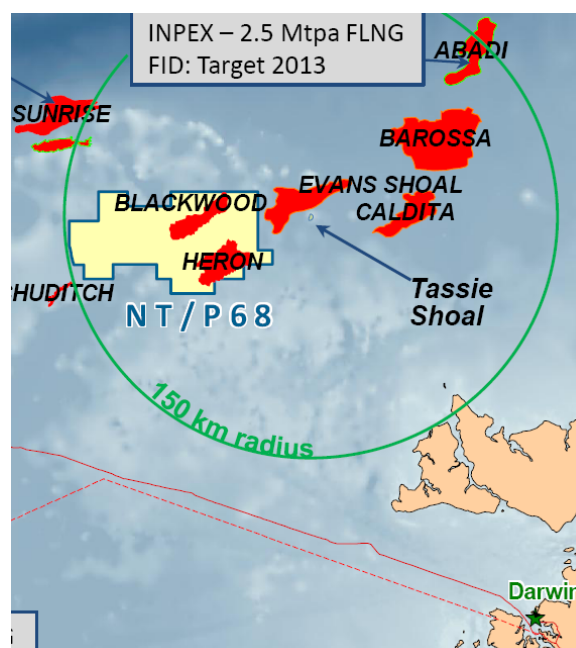 INPEX – 2.5 Mtpa FLNG
FID: Target 2013
ABADI
SUNRISE
BAROSSA
EVANS SHOAL
BLACKWOOD
CALDITA
HERON
HUDITCH
Tassie
Shoal
NT/P68
150 km radius
Darwin